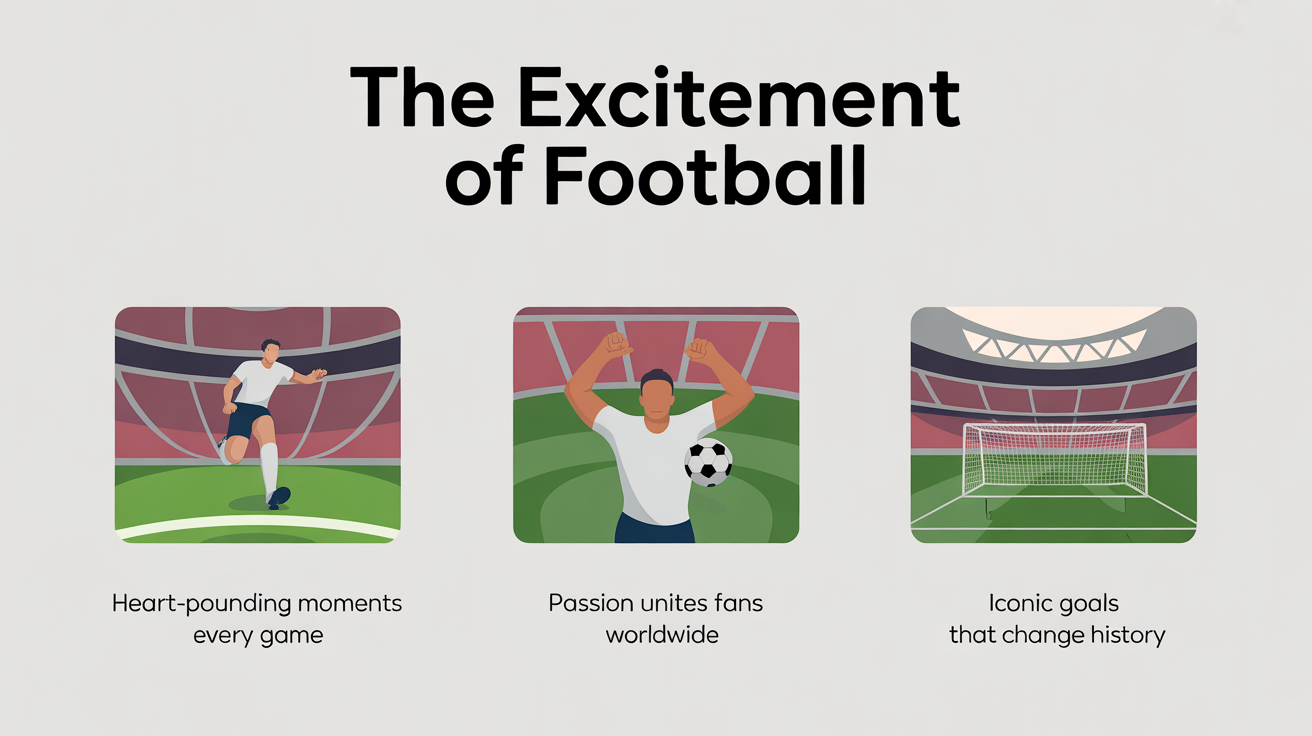 The Excitement
of Football
Heart-pounding moments
every game
Passion unites fans
worldwide
Iconic goals
that change history